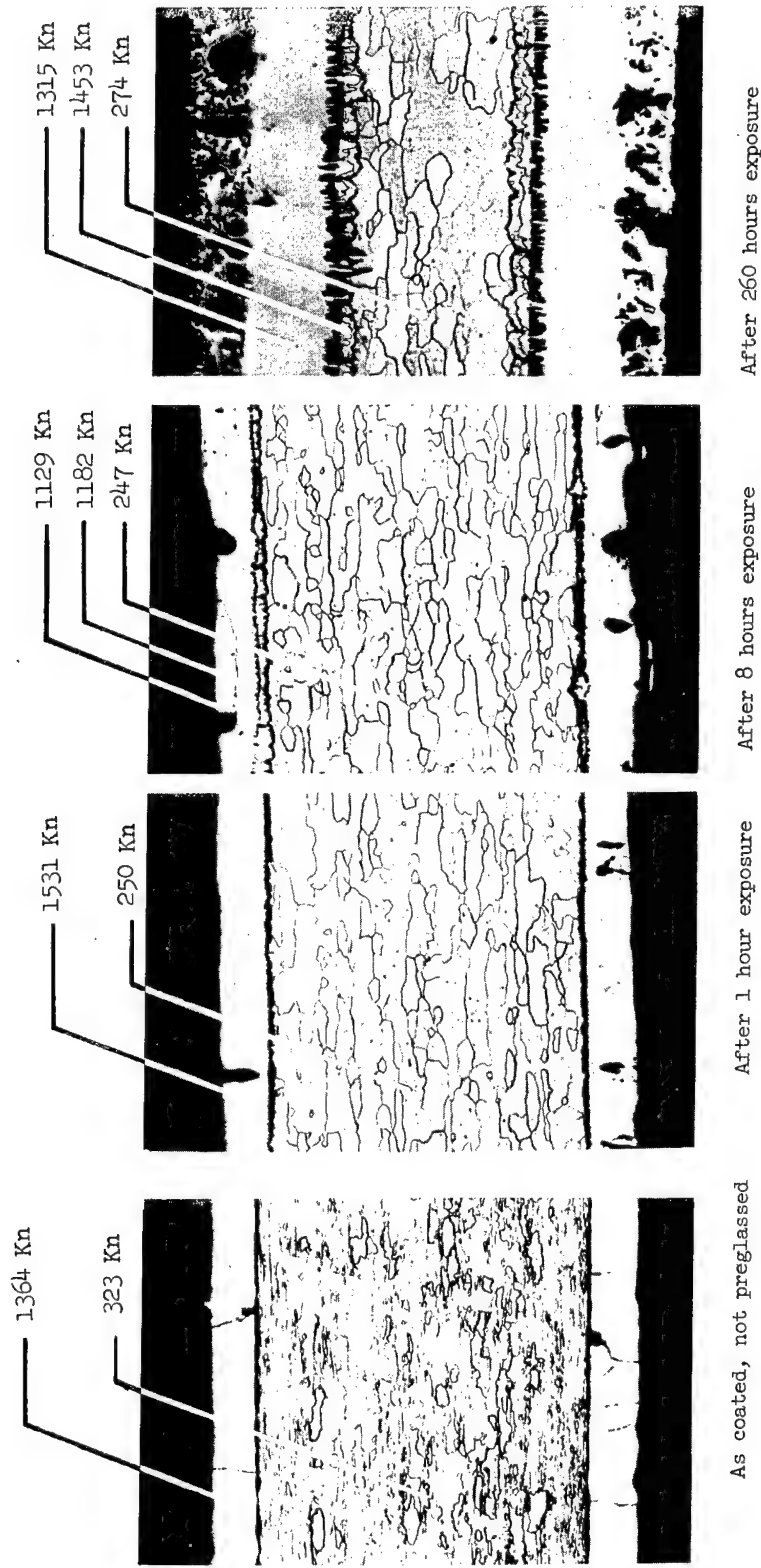 1364 Kn
323 Kn
As coated, not preglassed
1531 Kn
250 Kn
After 1 hour exposure
1129 Kn
1182 Kn
247 Kn
After 8 hours exposure
1315 Kn
1453 Kn
274 Kn
After 260 hours exposure